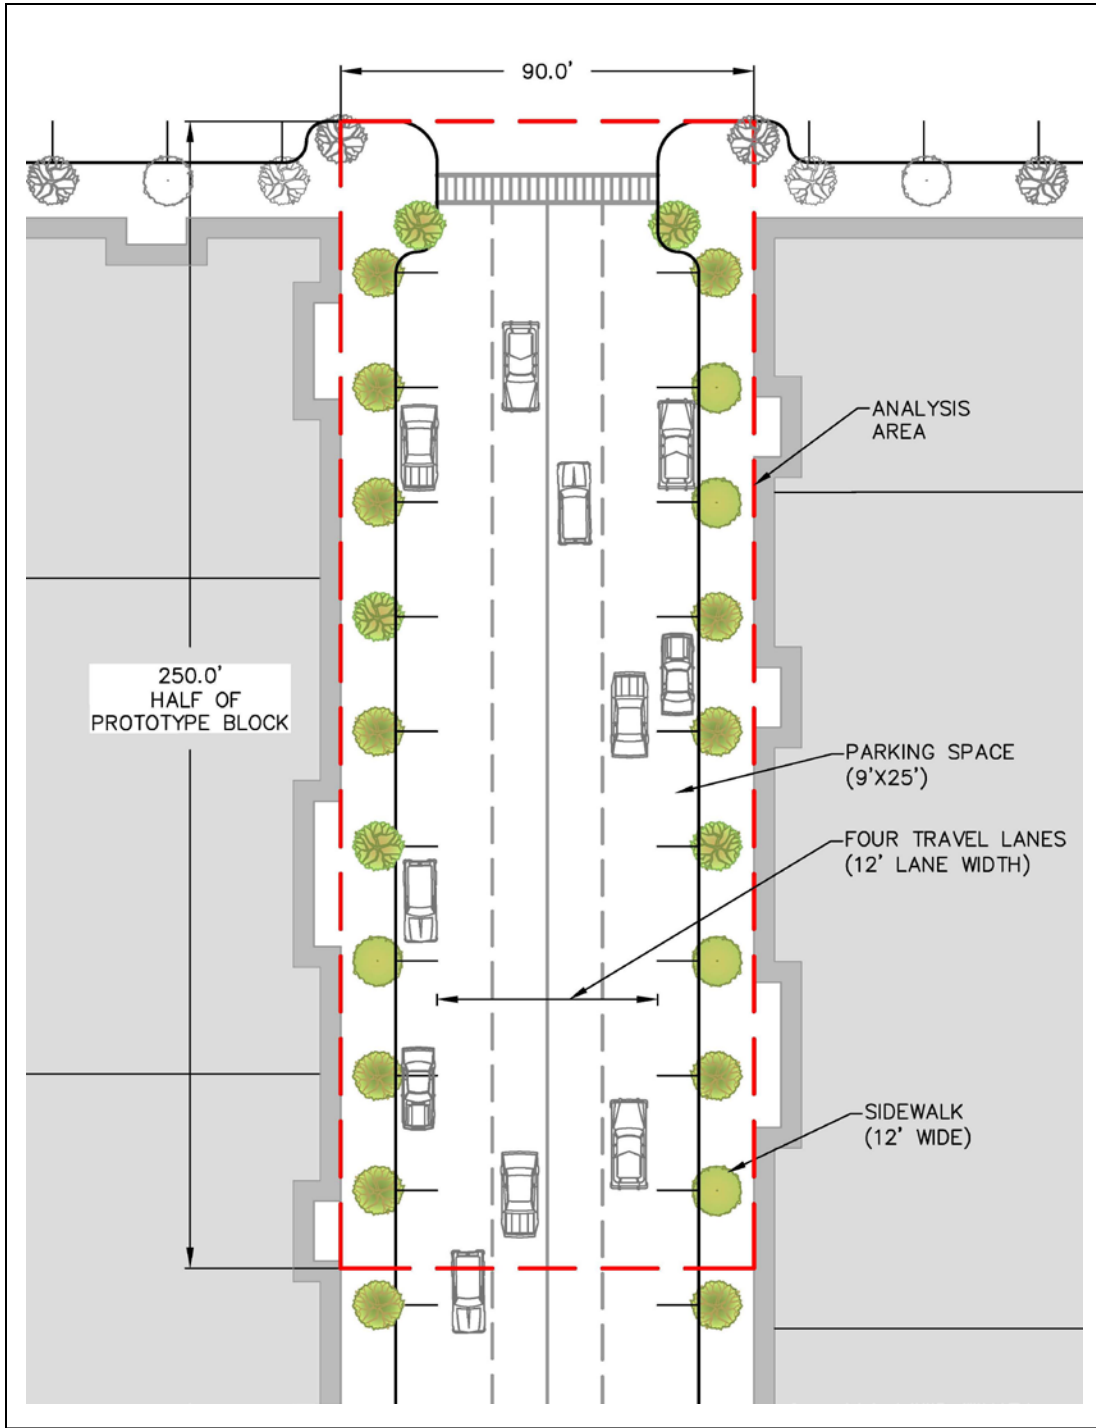 90.0'
ANALYSIS
AREA
250.0'
HALF OF
PROTOTYPE BLOCK
PARKING SPACE
(9'X25')
FOUR TRAVEL LANES
(12' LANE WIDTH)
SIDEWALK
(12' WIDE)